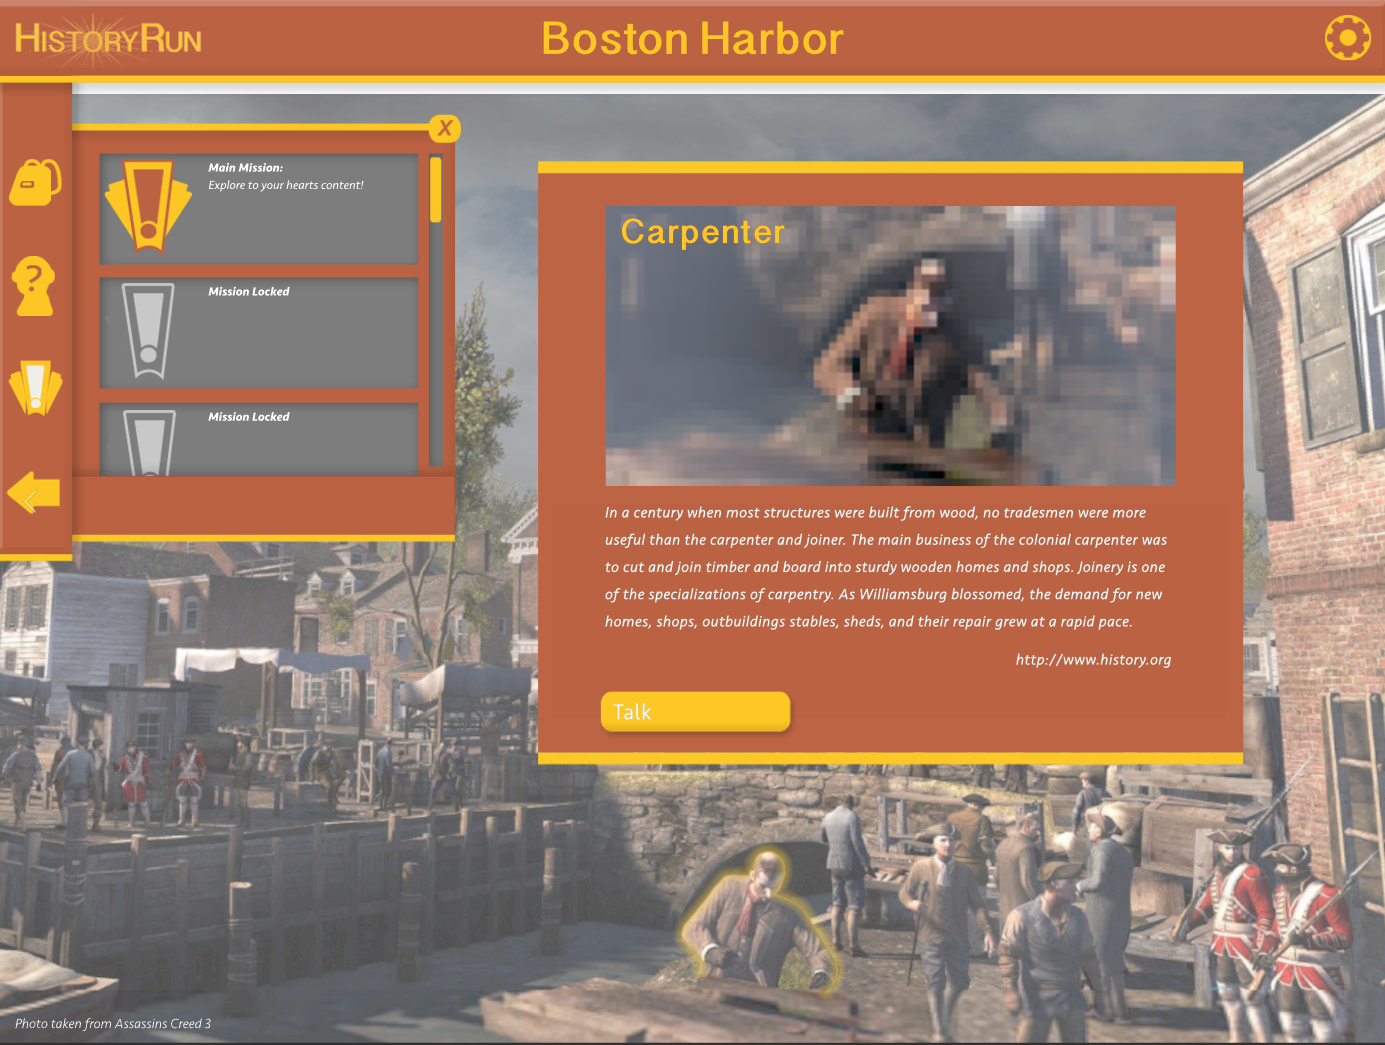 HISTORYRUN
Boston Harbor
X
Main Mission:
Explore to your hearts content!
Mission Locked
Mission Locked
?
Carpenter
In a century when most structures were built from wood, no tradesmen were more
useful than the carpenter and joiner. The main business of the colonial carpenter was
to cut and join timber and board into sturdy wooden homes and shops. Joinery is one
of the specializations of carpentry. As Williamsburg blossomed, the demand for new
homes, shops, outbuildings stables, sheds, and their repair grew at a rapid pace.
http://www.history.org
Talk
Photo taken from Assassins Creed 3